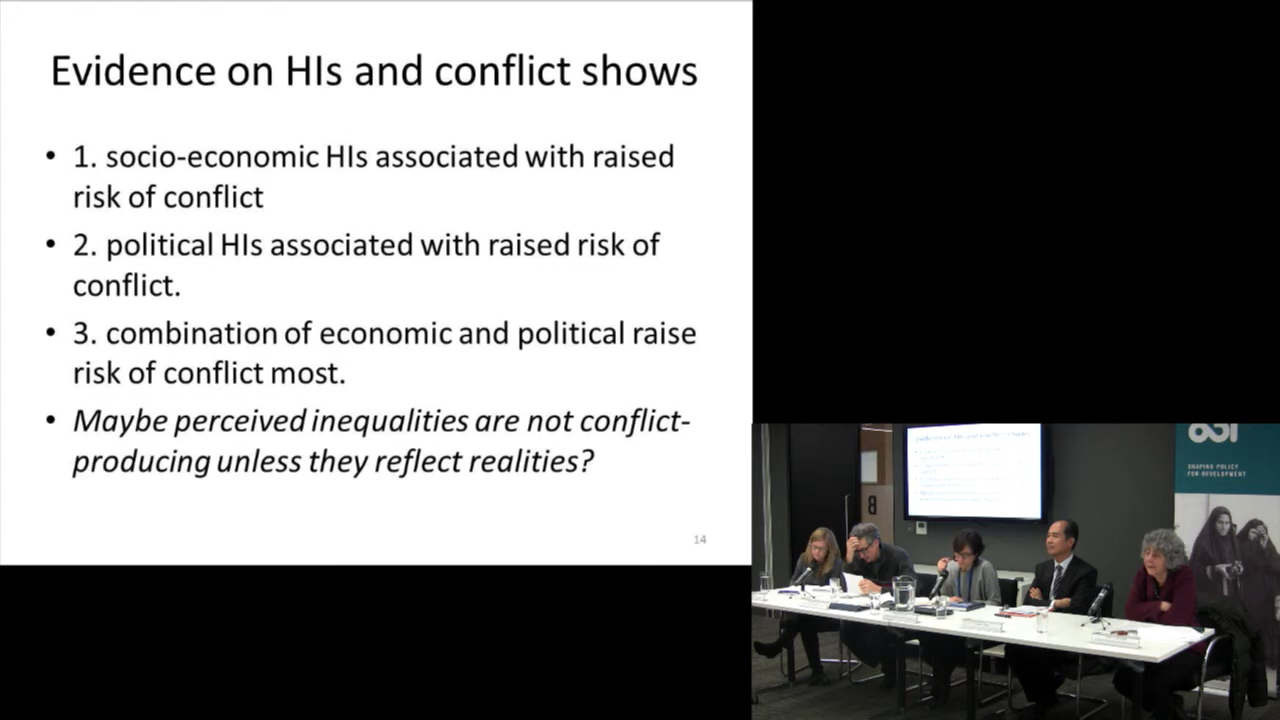 Evidence on HIs and conflict shows
• 1. socio-economic HIs associated with raised
risk of conflict
• 2. political HIs associated with raised risk of
conflict.
• 3. combination of economic and political raise
risk of conflict most.
• Maybe perceived inequalities are not conflict-
producing unless they reflect realities?
14
SHAPING POLICY
FOR DEVELOPMENT